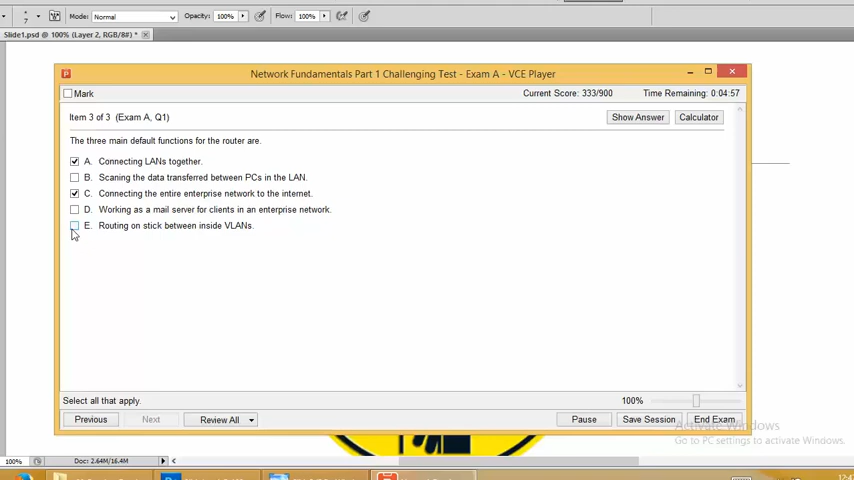 7 Mode: Normal Opacity: 100% Flow: 100%
Slide1.psd @ 100% (Layer 2, RGB/8#) *
Network Fundamentals Part 1 Challenging Test - Exam A - VCE Player
Mark Current Score: 333/900 Time Remaining: 0:04:57
Item 3 of 3 (Exam A, Q1) Show Answer Calculator
The three main default functions for the router are.
A. Connecting LANs together.
B. Scaning the data transferred between PCs in the LAN.
C. Connecting the entire enterprise network to the internet.
D. Working as a mail server for clients in an enterprise network.
E. Routing on stick between inside VLANs.
Select all that apply. 100%
Previous Next Review All Pause Save Session End Exam
Activate Windows
Go to PC settings to activate Windows.
100% Doc: 2.64M/16.4M